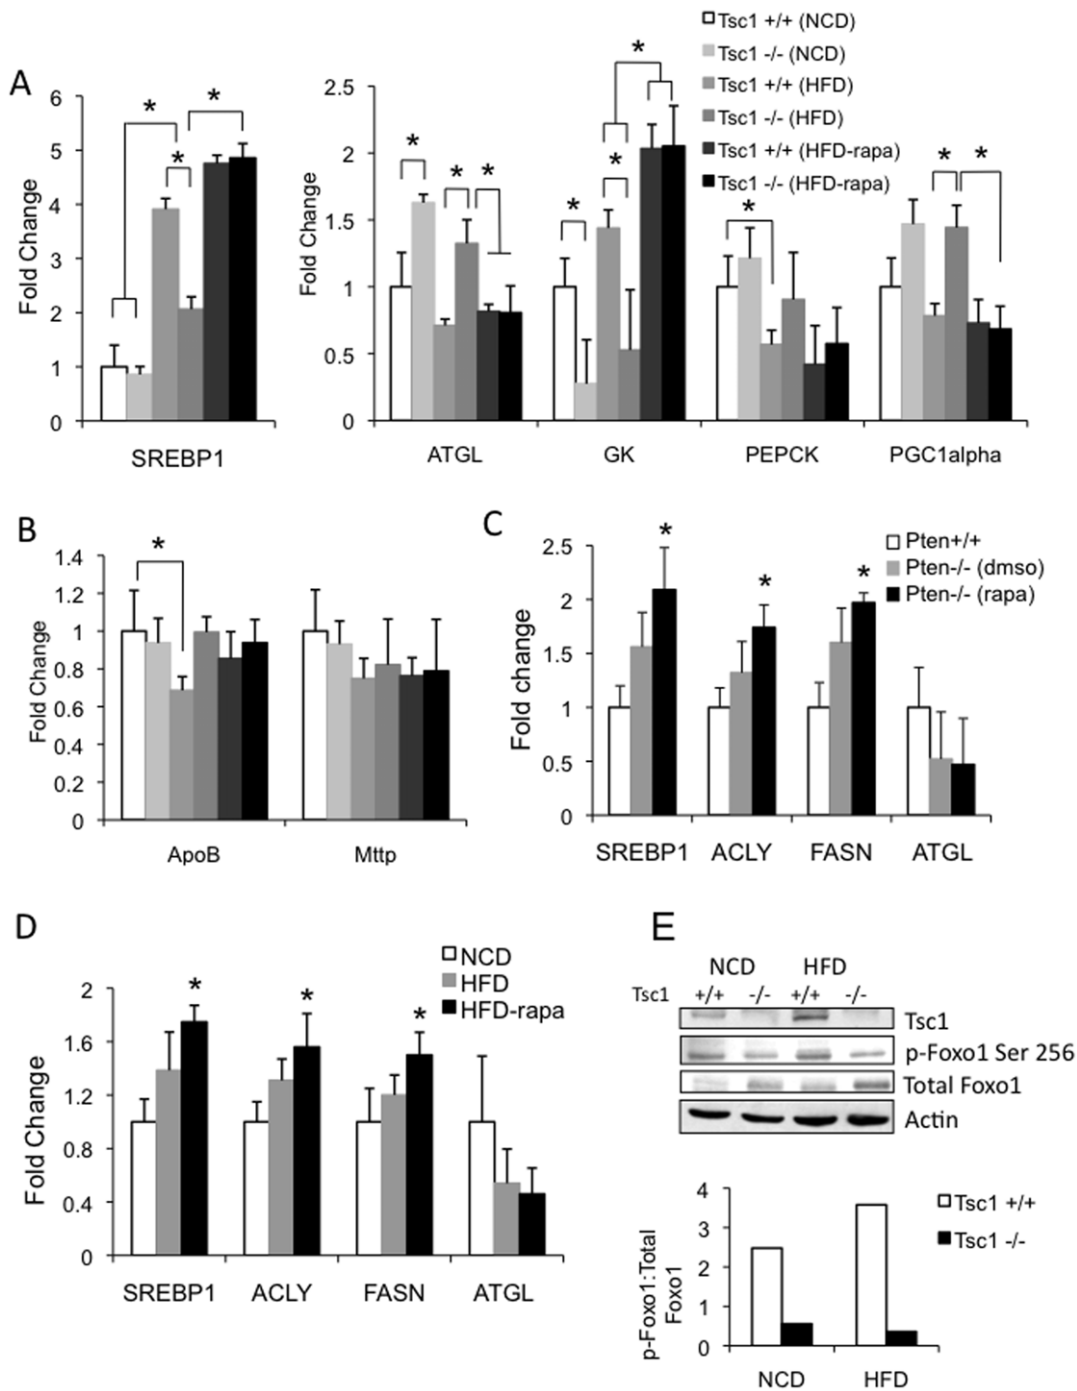 A
Tsc1 +/+ (NCD)
Tsc1 -/- (NCD)
Tsc1 +/+ (HFD)
Tsc1 -/- (HFD)
Tsc1 +/+ (HFD-rapa)
Tsc1 -/- (HFD-rapa)
Fold Change
6
5
4
3
2
1
0
* * *
SREBP1
Fold Change
2.5
2
1.5
1
0.5
0
* * * * * * * * *
ATGL GK PEPCK PGC1alpha
B
Fold Change
1.4
1.2
1
0.8
0.6
0.4
0.2
0
*
ApoB Mttp
C
Pten+/+
Pten-/- (dmso)
Pten-/- (rapa)
Fold change
2.5
2
1.5
1
0.5
0
* * *
SREBP1 ACLY FASN ATGL
D
NCD
HFD
HFD-rapa
Fold Change
2
1.6
1.2
0.8
0.4
0
* * *
SREBP1 ACLY FASN ATGL
E
NCD HFD
Tsc1 +/+ -/- +/+ -/-
Tsc1
p-Foxo1 Ser 256
Total Foxo1
Actin
p-Foxo1:Total
Foxo1
4
3
2
1
0
Tsc1 +/+
Tsc1 -/-
NCD HFD